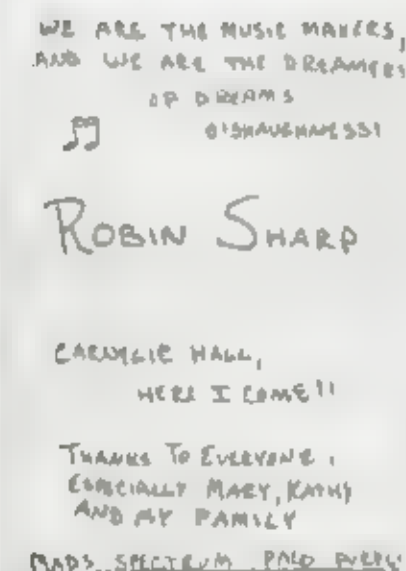 WE ARE THE MUSIC MAKERS,
AND WE ARE THE DREAMERS
OF DREAMS
O'SHAUGHNESSY
ROBIN SHARP
CARNEGIE HALL,
HERE I COME!!
THANKS TO EVERYONE,
ESPECIALLY MARY, KATHY
AND MY FAMILY
SPECTRUM